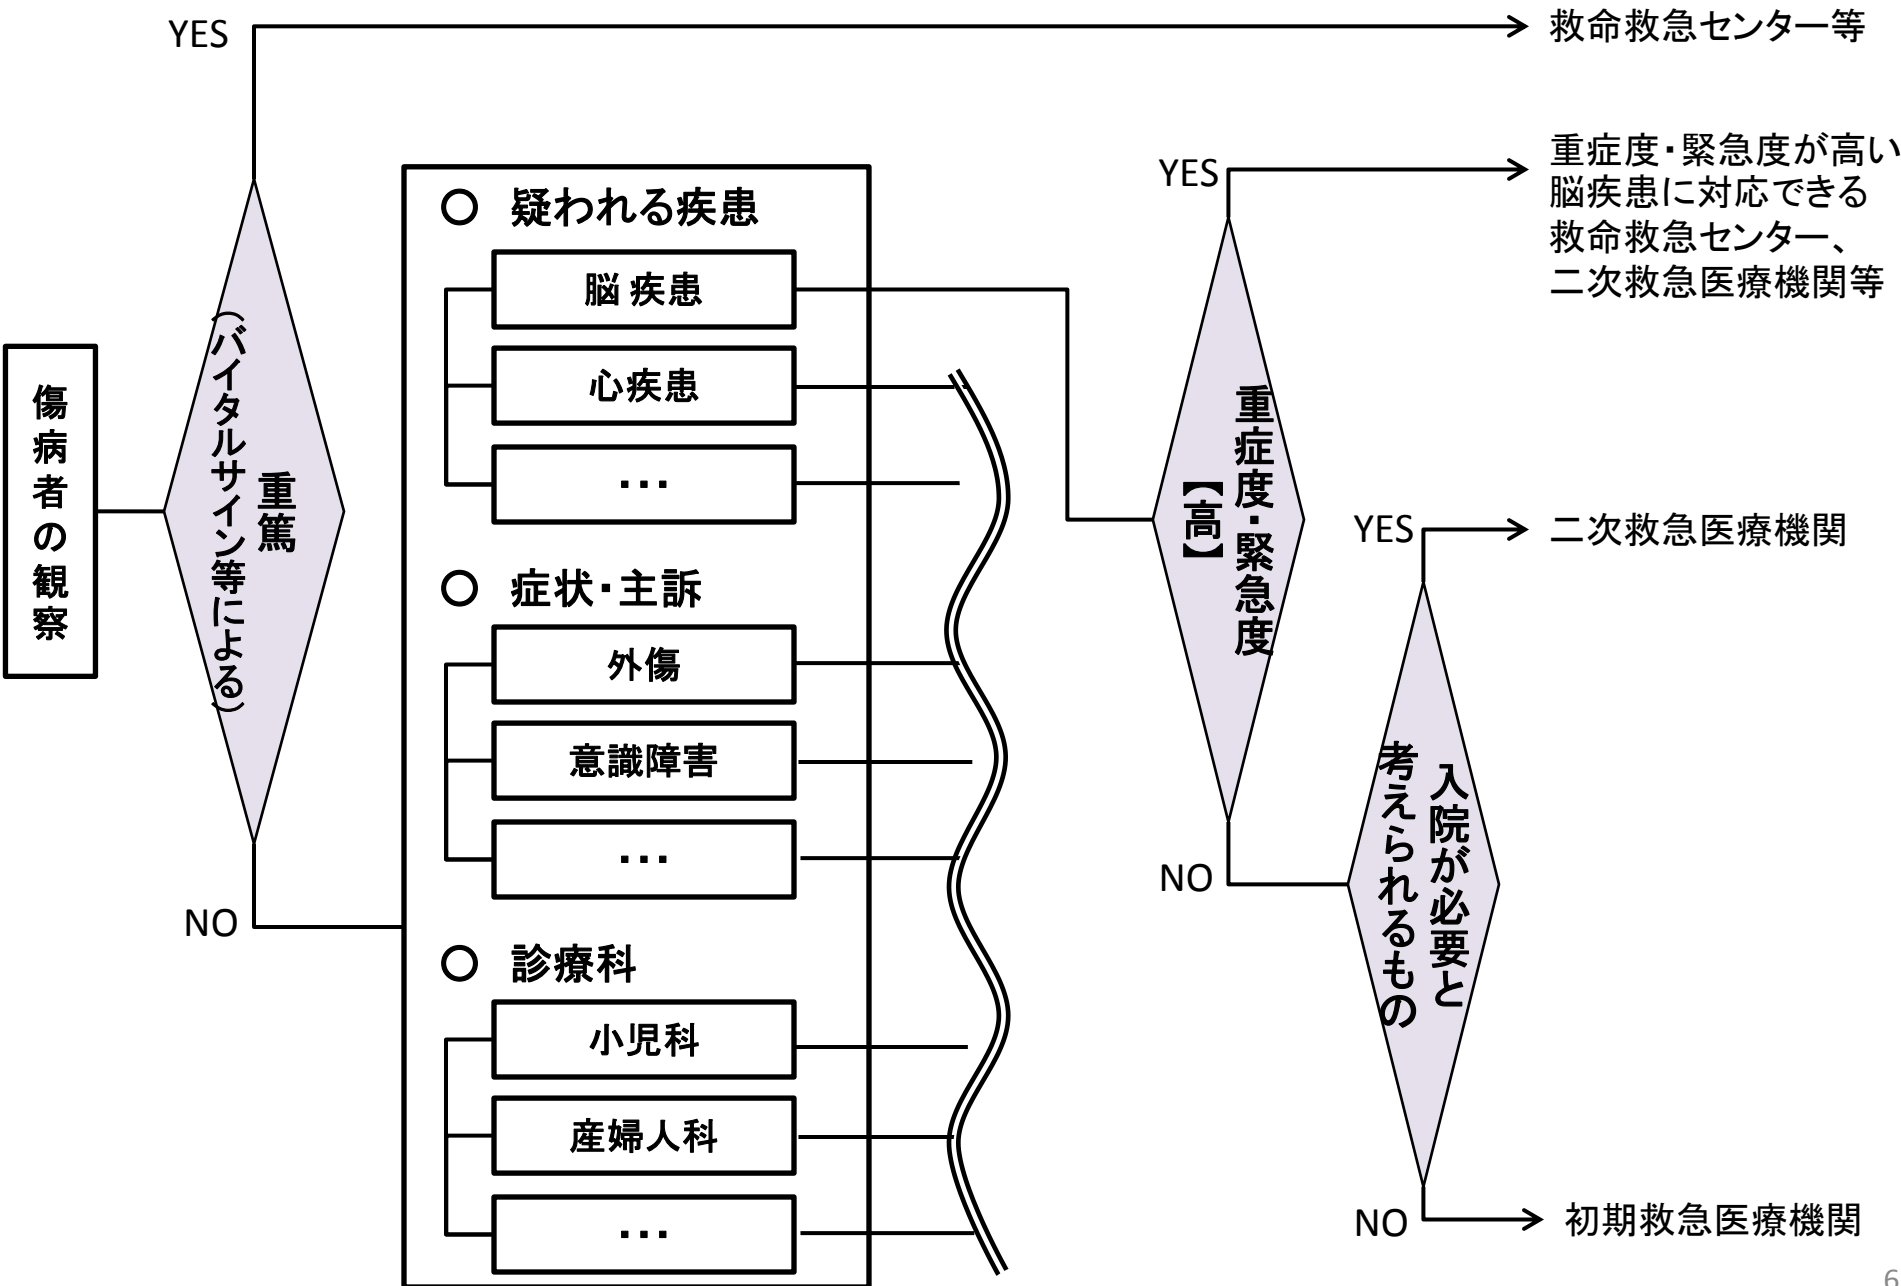 YES
救命救急センター等
傷病者の観察
重篤
（バイタルサイン等による）
NO
○ 疑われる疾患
脳疾患
心疾患
･･･
○ 症状・主訴
外傷
意識障害
･･･
○ 診療科
小児科
産婦人科
･･･
YES
重症度・緊急度が高い
脳疾患に対応できる
救命救急センター、
二次救急医療機関等
重症度・緊急度
【高】
NO
YES
二次救急医療機関
入院が必要と
考えられるもの
NO
初期救急医療機関
6